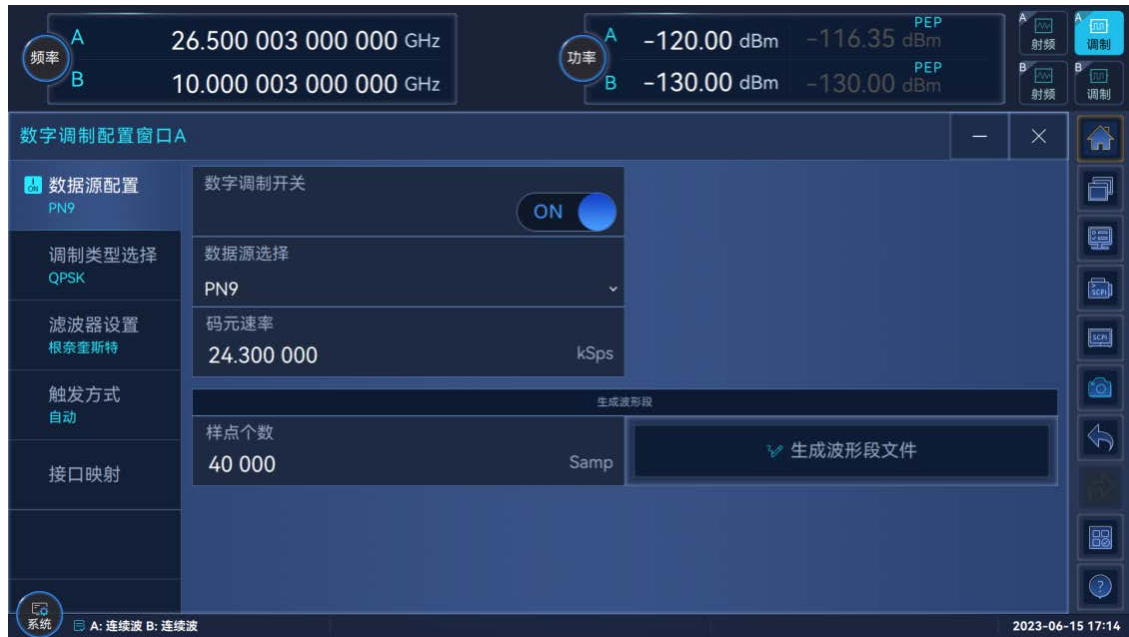 频率
A 26.500 003 000 000 GHz
B 10.000 003 000 000 GHz
功率
PEP
A -120.00 dBm -116.35 dBm
PEP
B -130.00 dBm -130.00 dBm
A 射频
A 调制
B 射频
B 调制
数字调制配置窗口A
ON 数据源配置
PN9
调制类型选择
QPSK
滤波器设置
根奈奎斯特
触发方式
自动
接口映射
数字调制开关
ON
数据源选择
PN9
码元速率
24.300 000 kSps
生成波形段
样点个数
40 000 Samp
生成波形段文件
SCPI
SCPI
系统
A: 连续波 B: 连续波
2023-06-15 17:14